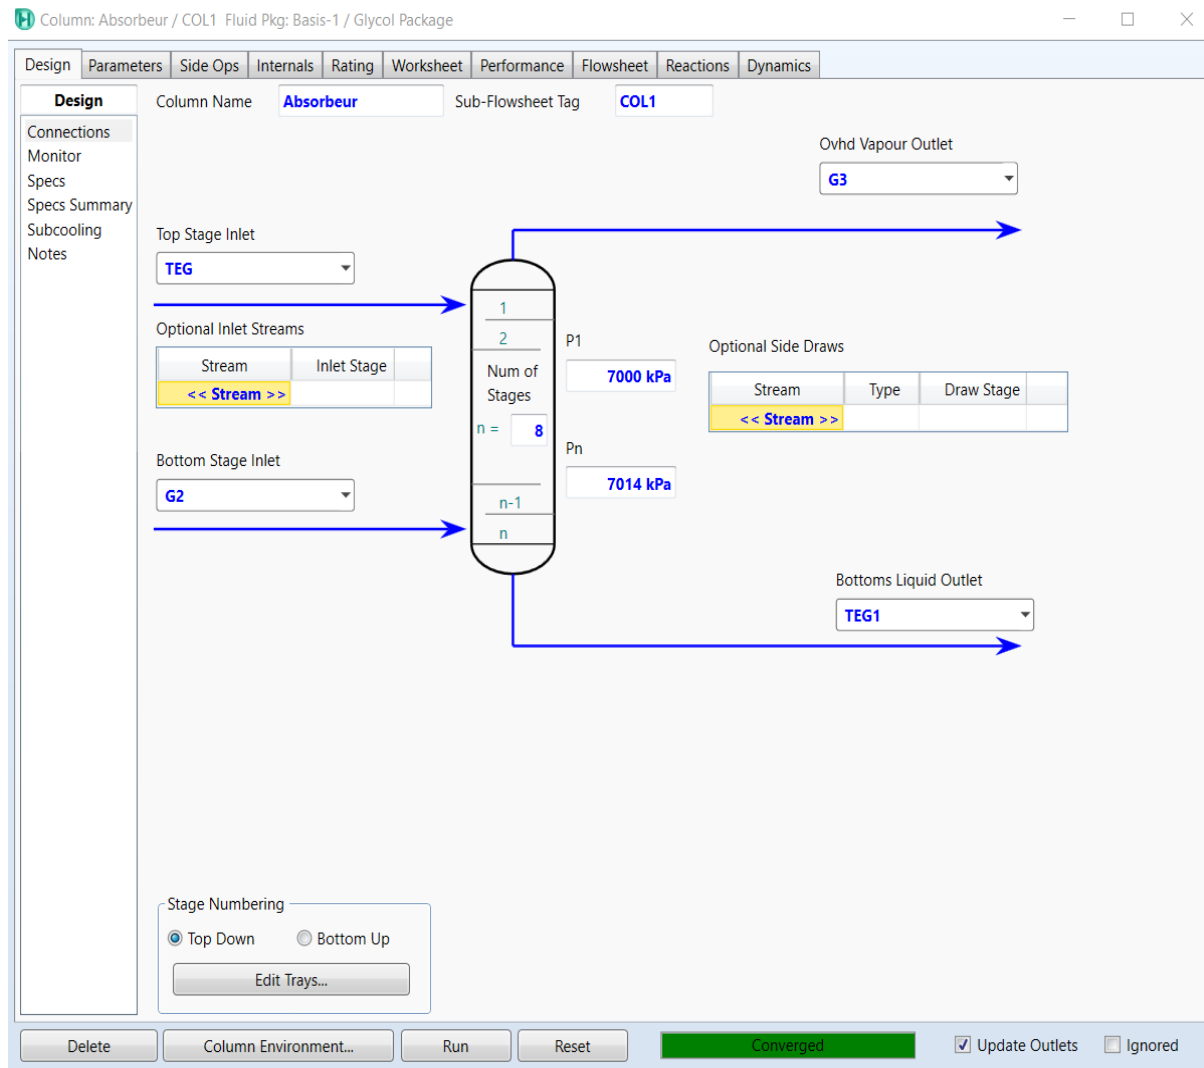 Column: Absorbeur / COL1 Fluid Pkg: Basis-1 / Glycol Package
Design Parameters Side Ops Internals Rating Worksheet Performance Flowsheet Reactions Dynamics
Design
Connections
Monitor
Specs
Specs Summary
Subcooling
Notes
Column Name Absorbeur Sub-Flowsheet Tag COL1
Ovhd Vapour Outlet
G3
Top Stage Inlet
TEG
Optional Inlet Streams
Stream Inlet Stage
<< Stream >>
Bottom Stage Inlet
G2
1
2
Num of
Stages
n = 8
n-1
n
P1
7000 kPa
Pn
7014 kPa
Optional Side Draws
Stream Type Draw Stage
<< Stream >>
Bottoms Liquid Outlet
TEG1
Stage Numbering
Top Down Bottom Up
Edit Trays...
Delete Column Environment... Run Reset Converged Update Outlets Ignored